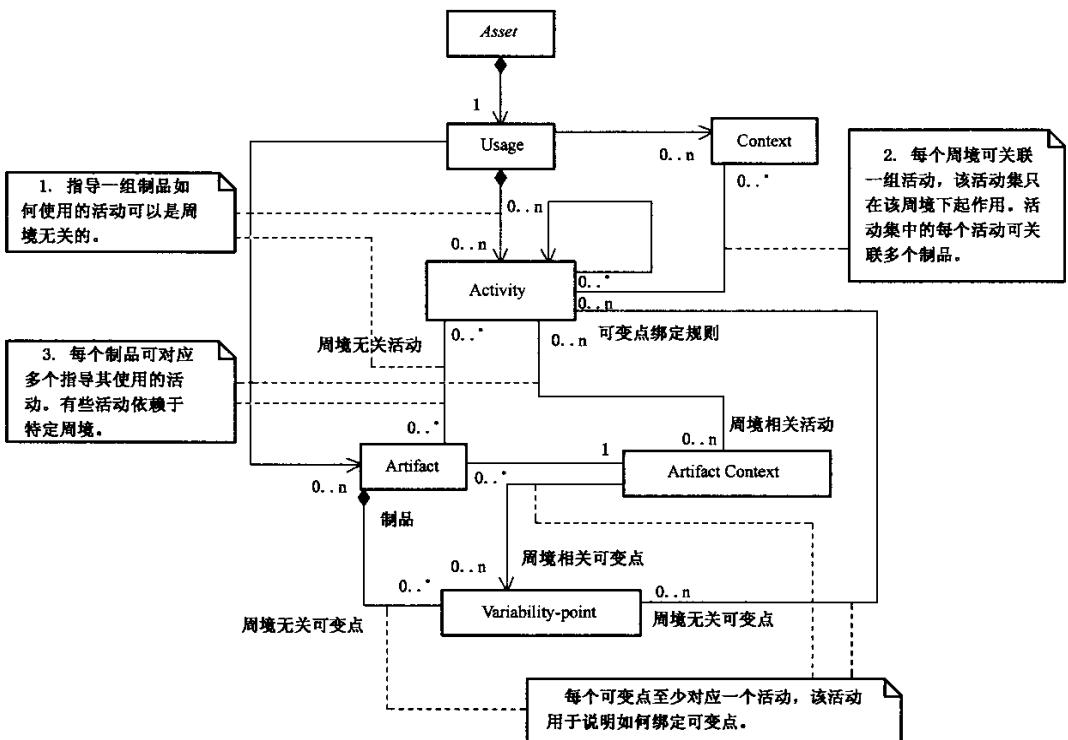 Asset
1
Usage
Context
0..n
0..*
1. 指导一组制品如
何使用的活动可以是周
境无关的。
2. 每个周境可关联
一组活动，该活动集只
在该周境下起作用。活
动集中的每个活动可关
联多个制品。
0..n
0..n
Activity
0..*
0..n
可变点绑定规则
0..*
0..n
周境无关活动
3. 每个制品可对应
多个指导其使用的活
动。有些活动依赖于
特定周境。
周境相关活动
0..*
0..n
1
Artifact
Artifact Context
0..n
0..*
制品
周境相关可变点
0..n
0..*
0..n
Variability-point
周境无关可变点
周境无关可变点
每个可变点至少对应一个活动，该活动
用于说明如何绑定可变点。